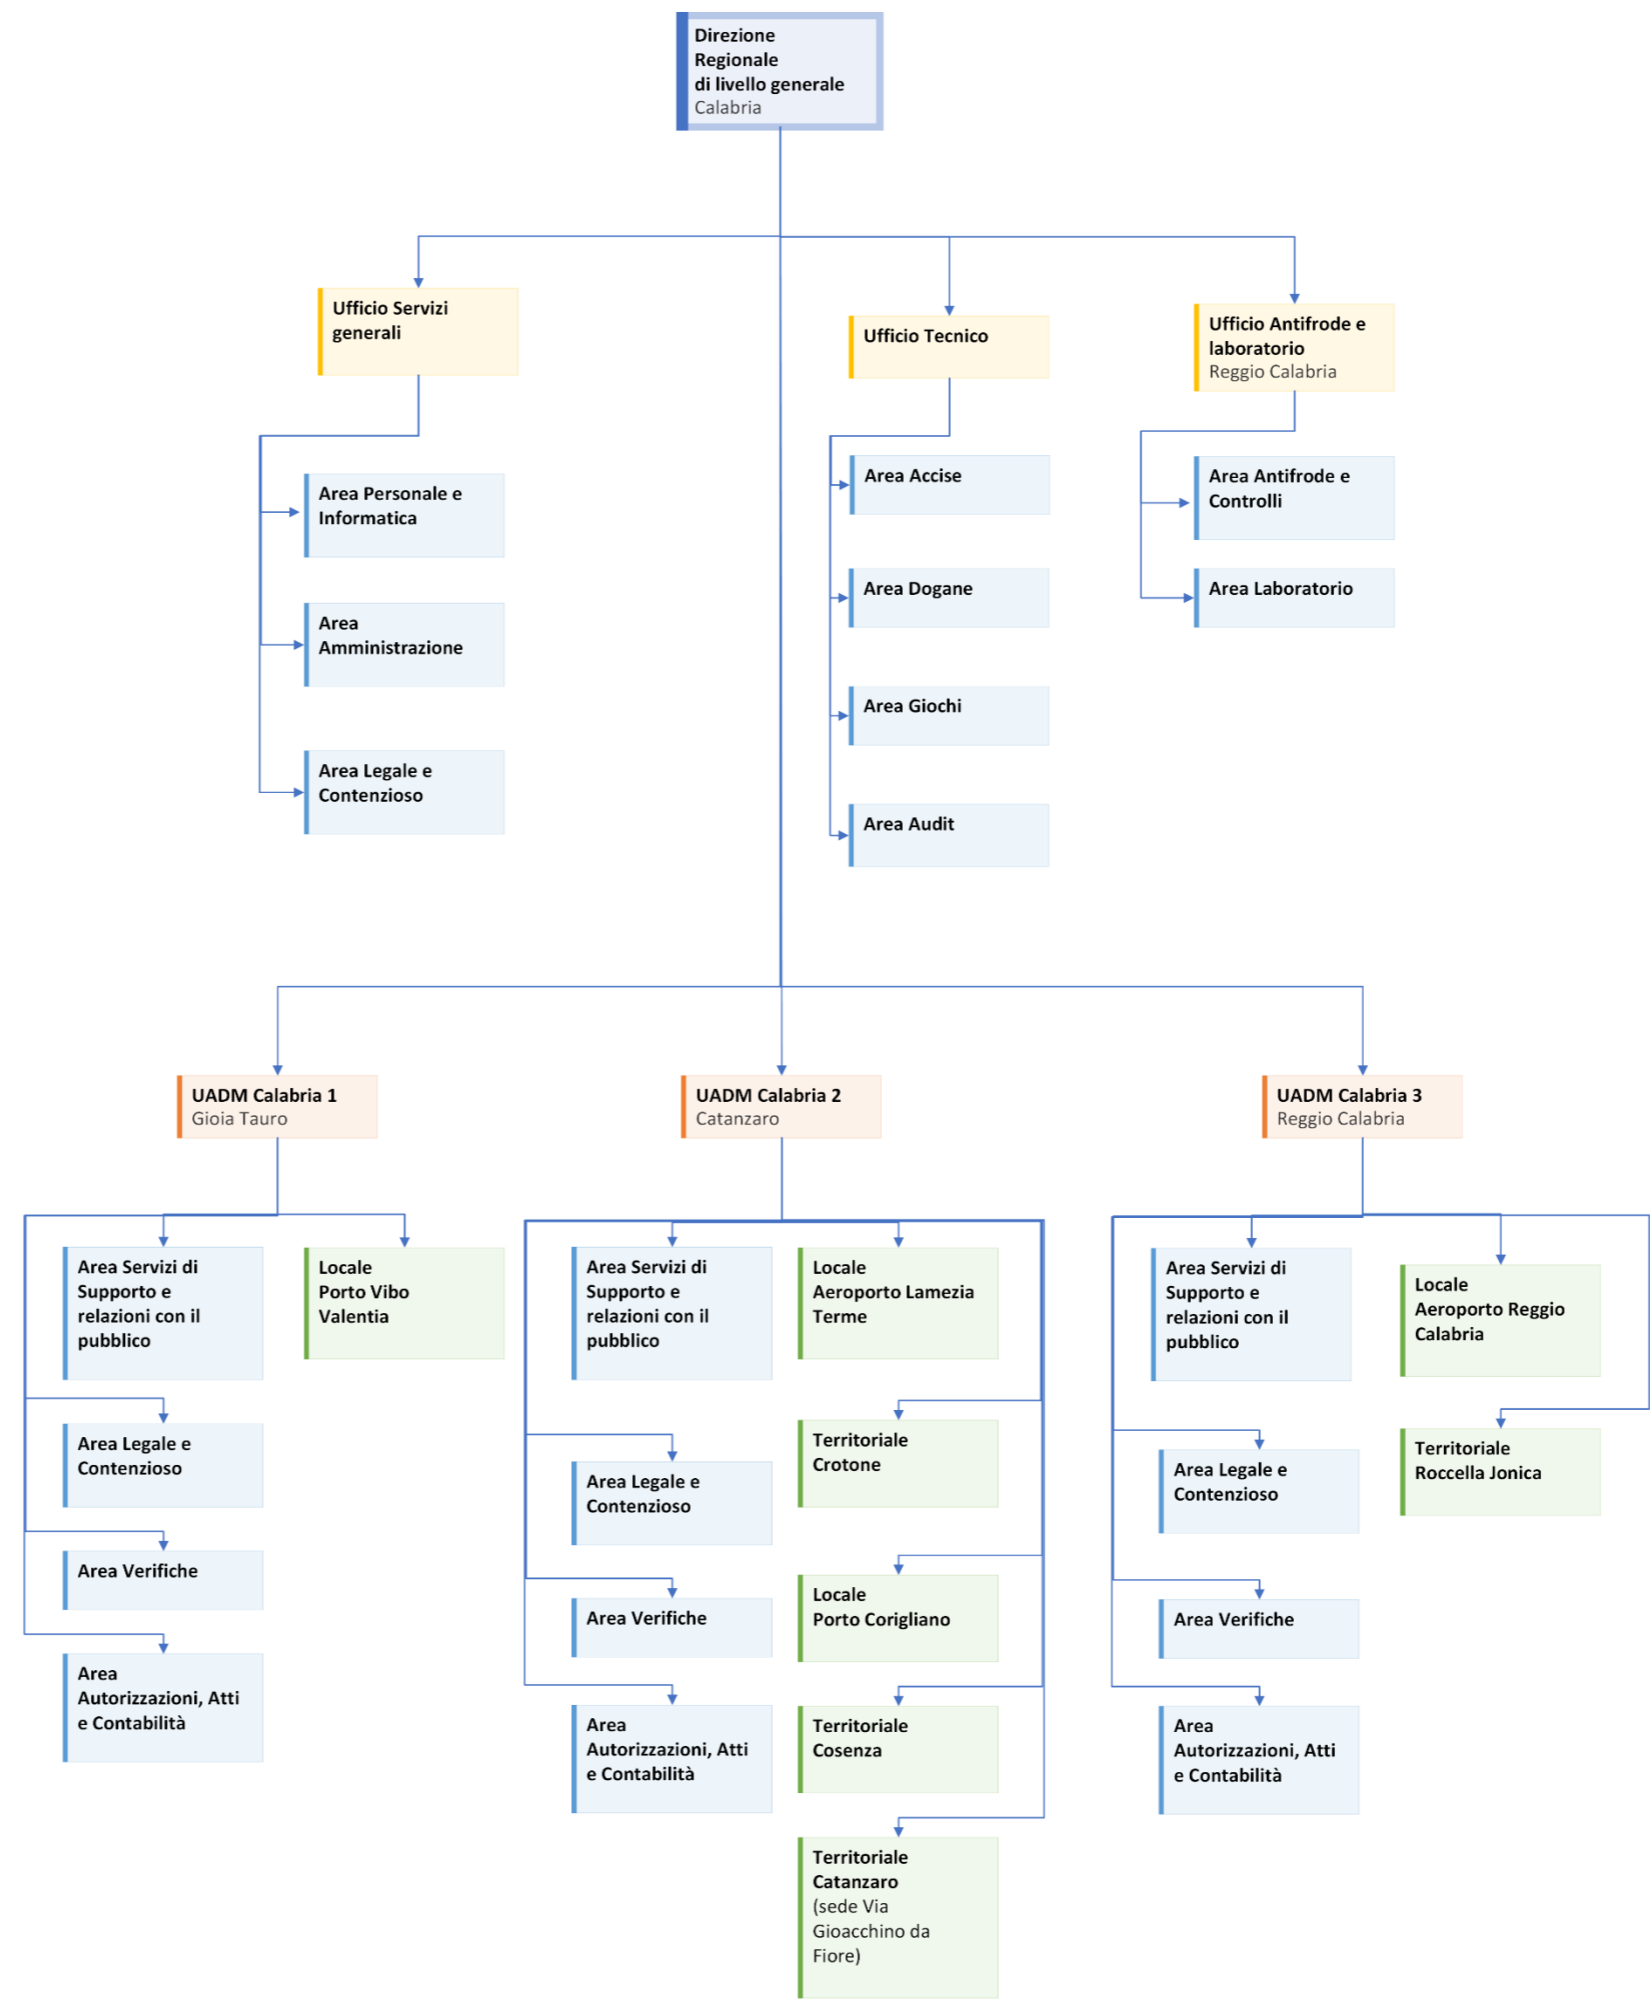 Direzione
Regionale
di livello generale
Calabria
Ufficio Servizi
generali
Ufficio Tecnico
Ufficio Antifrode e
laboratorio
Reggio Calabria
Area Personale e
Informatica
Area
Amministrazione
Area Legale e
Contenzioso
Area Accise
Area Dogane
Area Giochi
Area Audit
Area Antifrode e
Controlli
Area Laboratorio
UADM Calabria 1
Gioia Tauro
UADM Calabria 2
Catanzaro
UADM Calabria 3
Reggio Calabria
Area Servizi di
Supporto e
relazioni con il
pubblico
Area Legale e
Contenzioso
Area Verifiche
Area
Autorizzazioni, Atti
e Contabilità
Locale
Porto Vibo
Valentia
Area Servizi di
Supporto e
relazioni con il
pubblico
Area Legale e
Contenzioso
Area Verifiche
Area
Autorizzazioni, Atti
e Contabilità
Locale
Aeroporto Lamezia
Terme
Territoriale
Crotone
Locale
Porto Corigliano
Territoriale
Cosenza
Territoriale
Catanzaro
(sede Via
Gioacchino da
Fiore)
Area Servizi di
Supporto e
relazioni con il
pubblico
Area Legale e
Contenzioso
Area Verifiche
Area
Autorizzazioni, Atti
e Contabilità
Locale
Aeroporto Reggio
Calabria
Territoriale
Roccella Jonica